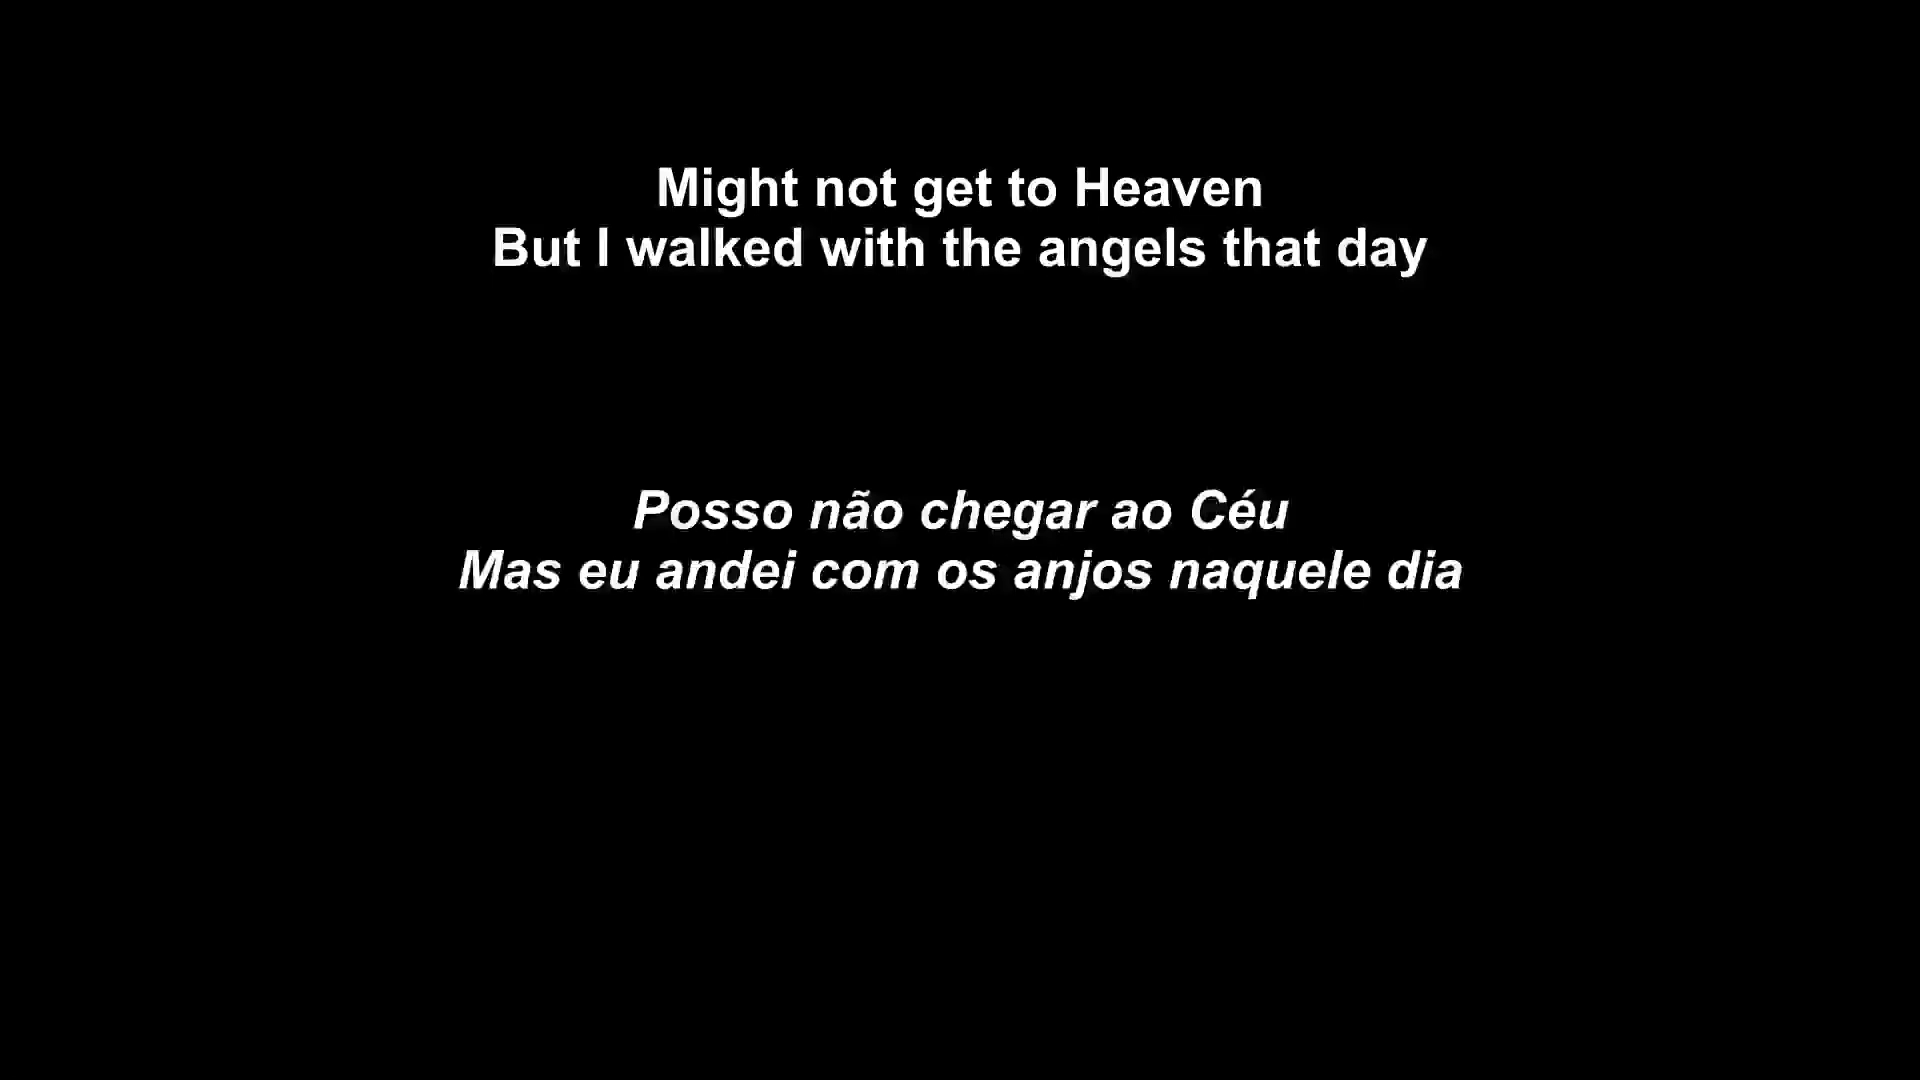 Might not get to Heaven
But I walked with the angels that day
Posso não chegar ao Céu
Mas eu andei com os anjos naquele dia